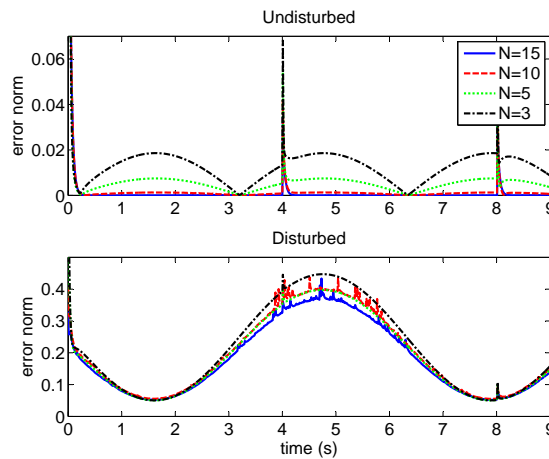 Undisturbed
error norm
0.06
0.04
0.02
0
0 1 2 3 4 5 6 7 8 9
N=15
N=10
N=5
N=3
Disturbed
error norm
0.4
0.3
0.2
0.1
0
0 1 2 3 4 5 6 7 8 9
time (s)